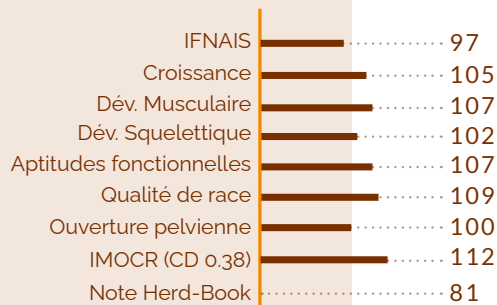 IFNAIS 97
Croissance 105
Dév. Musculaire 107
Dév. Squelettique 102
Aptitudes fonctionnelles 107
Qualité de race 109
Ouverture pelvienne 100
IMOCR (CD 0.38) 112
Note Herd-Book 81